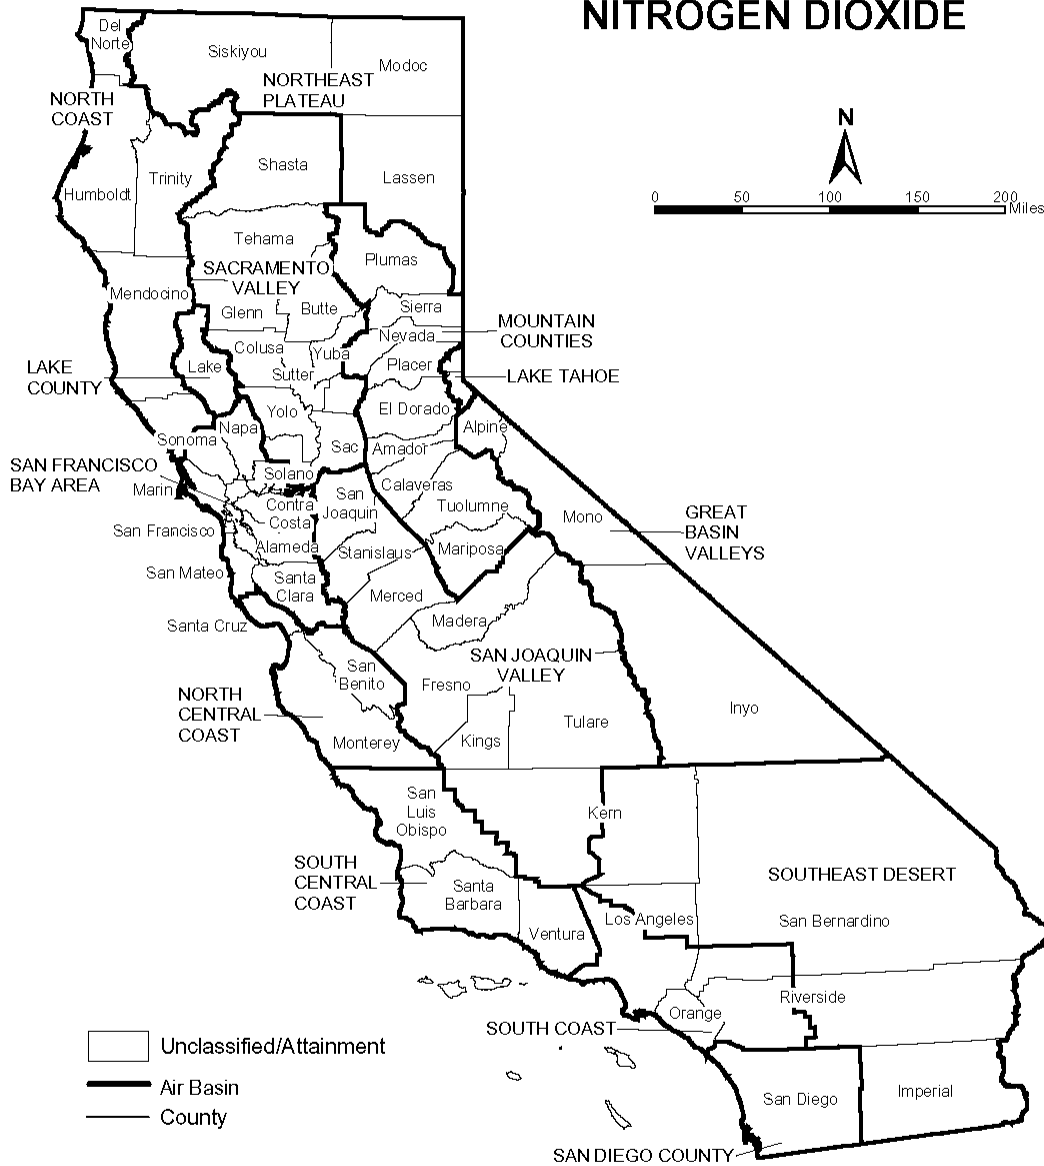 NITROGEN DIOXIDE
Del
Norte
Siskiyou
Modoc
NORTHEAST
PLATEAU
NORTH
COAST
N
0 50 100 150 200
Miles
Shasta
Trinity
Lassen
Humboldt
Tehama
Plumas
SACRAMENTO
VALLEY
Mendocino
Glenn
Butte
Sierra
MOUNTAIN
COUNTIES
Nevada
Colusa
Yuba
LAKE
COUNTY
Lake
Placer
Sutter
LAKE TAHOE
Yolo
El Dorado
Napa
Alpine
Sonoma
Sac
Amador
SAN FRANCISCO
BAY AREA
Solano
Marin
Calaveras
San
Joaquin
Contra
Costa
Tuolumne
Mono
GREAT
BASIN
VALLEYS
San Francisco
Alameda
Stanislaus
Mariposa
San Mateo
Santa
Clara
Merced
Santa Cruz
Madera
SAN JOAQUIN
VALLEY
San
Benito
Fresno
NORTH
CENTRAL
COAST
Inyo
Tulare
Monterey
Kings
San
Luis
Obispo
Kern
SOUTH
CENTRAL
COAST
Santa
Barbara
SOUTHEAST DESERT
Los Angeles
San Bernardino
Ventura
Riverside
Orange
SOUTH COAST
Unclassified/Attainment
Air Basin
County
San Diego
Imperial
SAN DIEGO COUNTY